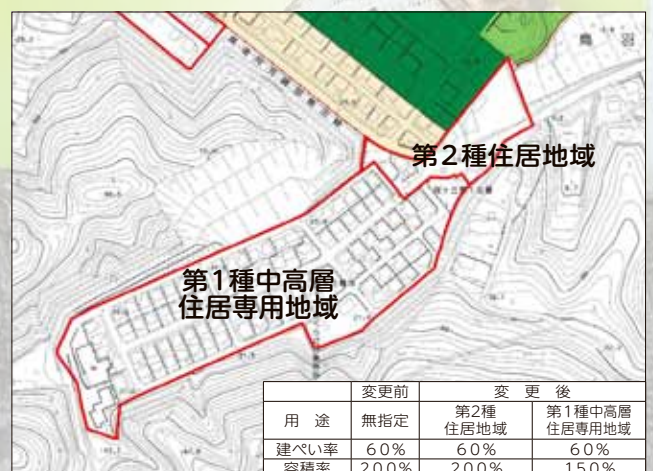 鳥羽
第2種住居地域
第1種中高層
住居専用地域
変更前 変更後
用途 無指定 第2種住居地域 第1種中高層住居専用地域
建ぺい率 60% 60% 60%
容積率 200% 200% 150%